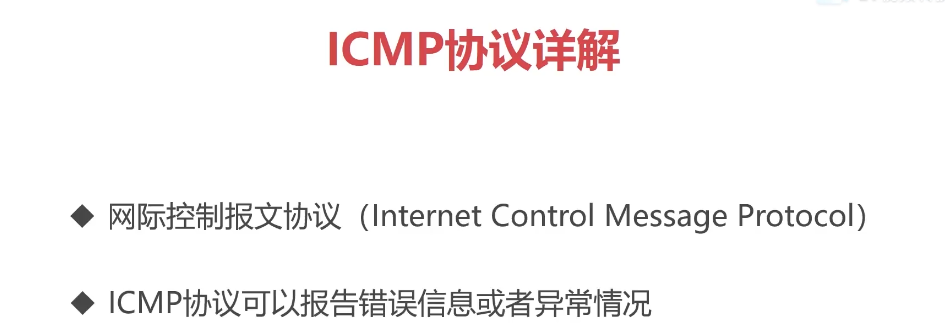 ICMP协议详解
◆ 网际控制报文协议（Internet Control Message Protocol）
◆ ICMP协议可以报告错误信息或者异常情况